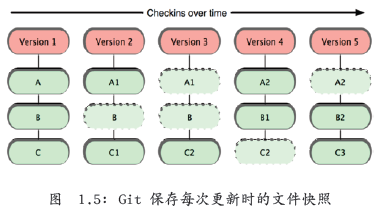 Checkins over time
Version 1 Version 2 Version 3 Version 4 Version 5
A A1 A1 A2 A2
B B B B1 B2
C C1 C2 C2 C3
图 1.5: Git 保存每次更新时的文件快照